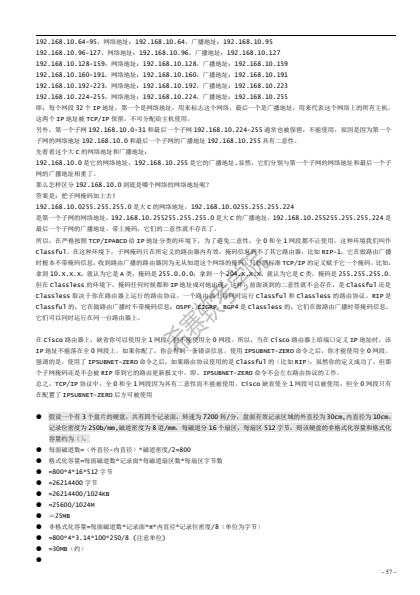 192.168.10.64-95, 网络地址: 192.168.10.64, 广播地址: 192.168.10.95
192.168.10.96-127, 网络地址: 192.168.10.96, 广播地址: 192.168.10.127
192.168.10.128-159, 网络地址: 192.168.10.128, 广播地址: 192.168.10.159
192.168.10.160-191, 网络地址: 192.168.10.160, 广播地址: 192.168.10.191
192.168.10.192-223, 网络地址: 192.168.10.192, 广播地址: 192.168.10.223
192.168.10.224-255, 网络地址: 192.168.10.224, 广播地址: 192.168.10.255
即: 每个网段 32 个 IP 地址, 第一个是网络地址, 用来标志这个网络, 最后一个是广播地址, 用来代表这个网络上的所有主机。
这两个 IP 地址被 TCP/IP 保留, 不可分配给主机使用。
另外, 第一个子网 192.168.10.0-31 和最后一个子网 192.168.10.224-255 通常也被保留, 不能使用, 原因是因为第一个
子网的网络地址 192.168.10.0 和最后一个子网的广播地址 192.168.10.255 共有二意性。
先看看这个大 C 的网络地址和广播地址:
192.168.10.0 是它的网络地址, 192.168.10.255 是它的广播地址。显然, 它们分别与第一个子网的网络地址和最后一个子
网的广播地址相重了。
那么怎样区分 192.168.10.0 到底是哪个网络的网络地址呢?
答案是: 把子网掩码加上去!
192.168.10.0255.255.255.0 是大 C 的网络地址, 192.168.10.0255.255.255.224
是第一个子网的网络地址, 192.168.10.255255.255.255.0 是大 C 的广播地址, 192.168.10.255255.255.255.224 是
最后一个子网的广播地址。带上掩码, 它们的二意性就不存在了。
所以, 在严格按照 TCP/IPABCD 给 IP 地址分类的环境下, 为了避免二意性, 全 0 和全 1 网段都不让使用。这种环境我们叫作
Classful。在这种环境下, 子网掩码只在所定义的路由器内有效, 掩码信息到不了其它路由器。比如 RIP-1, 它在做路由广播
时根本不带掩码信息, 收到路由广播的路由器因为无从知道这个网络的掩码, 只好照标准 TCP/IP 的定义赋予它一个掩码。比如,
拿到 10.X.X.X, 就认为它是 A 类, 掩码是 255.0.0.0; 拿到一个 204.X.X.X, 就认为它是 C 类, 掩码是 255.255.255.0。
但在 Classless 的环境下, 掩码任何时候都和 IP 地址成对地出现, 这样, 前面谈到的二意性就不会存在。是 Classful 还是
Classless 取决于你在路由器上运行的路由协议, 一个路由器上可同时运行 Classful 和 Classless 的路由协议。RIP 是
Classful 的, 它在做路由广播时不带掩码信息; OSPF, EIGRP, BGP4 是 Classless 的, 它们在做路由广播时带掩码信息,
它们可以同时运行在同一台路由器上。
在 Cisco 路由器上, 缺省你可以使用全 1 网段, 但不能使用全 0 网段。所以, 当在 Cisco 路由器上给端口定义 IP 地址时, 该
IP 地址不能落在全 0 网段上。如果你配了, 你会得到一条错误信息。使用 IPSUBNET-ZERO 命令之后, 你才能使用全 0 网段。
强调的是, 使用了 IPSUBNET-ZERO 命令之后, 如果路由协议使用的是 Classful 的（比如 RIP）, 虽然你的定义成功了, 但那
个子网掩码还是不会被 RIP 带到它的路由更新报文中。即, IPSUBNET-ZERO 命令不会左右路由协议的工作。
总之, TCP/IP 协议中, 全 0 和全 1 网段因为具有二意性而不能被使用。Cisco 缺省使全 1 网段可以被使用, 但全 0 网段只有
在配置了 IPSUBNET-ZERO 后方可被使用
● 假设一个有 3 个盘片的硬盘, 共有四个记录面, 转速为 7200 转/分, 盘面有效记录区域的外直径为 30cm,内直径为 10cm,
记录位密度为 250b/mm,磁道密度为 8 道/mm, 每磁道分 16 个扇区, 每扇区 512 字节, 则该硬盘的非格式化容量和格式化
容量约为（）。
● 每面磁道数=（外直径-内直径）*磁道密度/2=800
● 格式化容量=每面磁道数*记录面*每磁道扇区数*每扇区字节数
● =800*4*16*512 字节
● =26214400 字节
● =26214400/1024KB
● =25600/1024M
● =25MB
● 非格式化容量=每面磁道数*记录面*π*内直径*记录位密度/8（单位为字节）
● =800*4*3.14*100*250/8 (注意单位)
● =30MB（约）
●
- 57 -